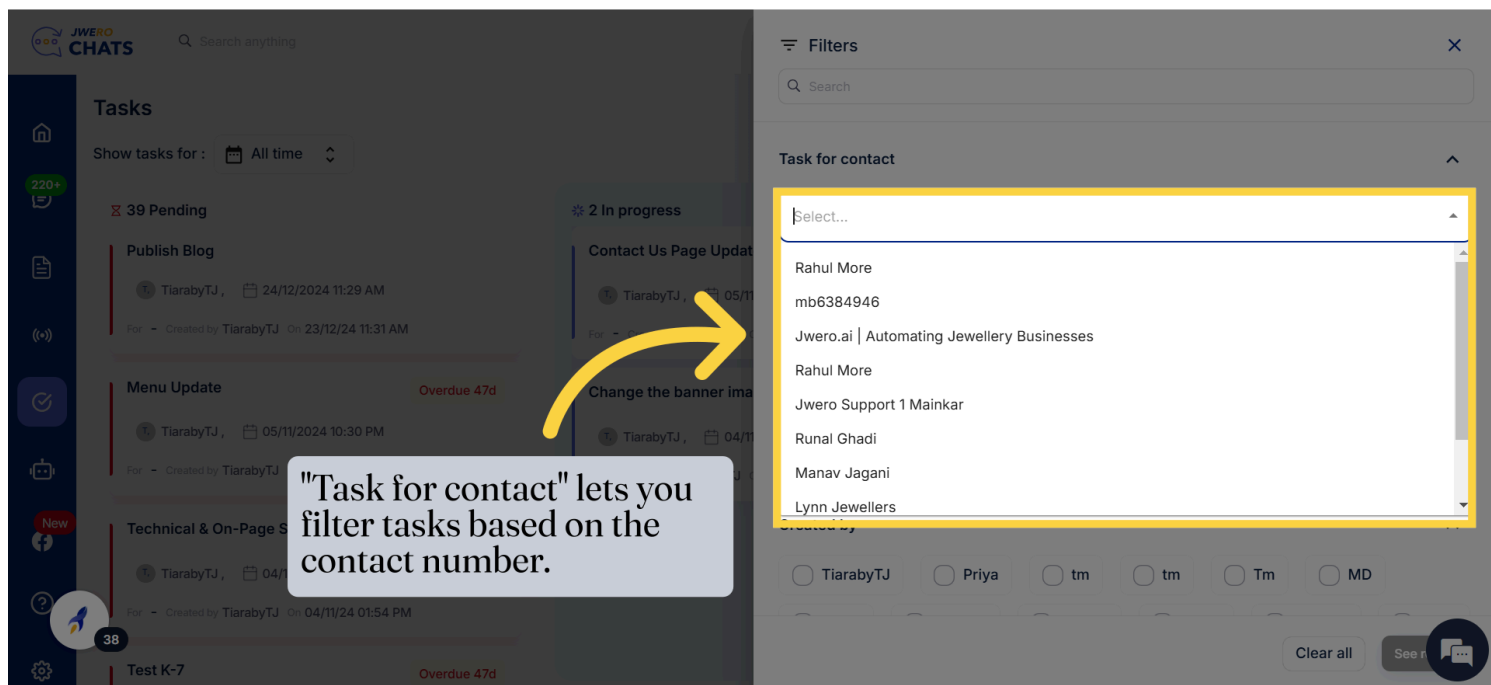 JWERO
CHATS
Search anything
Tasks
Show tasks for :
All time
220+
39 Pending
Publish Blog
TiarabyTJ , 24/12/2024 11:29 AM
For - Created by TiarabyTJ On 23/12/24 11:31 AM
Menu Update
Overdue 47d
TiarabyTJ , 05/11/2024 10:30 PM
For - Created by TiarabyTJ
Technical & On-Page S
TiarabyTJ , 04/1
For - Created by TiarabyTJ On 04/11/24 01:54 PM
Test K-7
Overdue 47d
New
38
2 In progress
Contact Us Page Updat
TiarabyTJ , 05/11
For -
Change the banner ima
TiarabyTJ , 04/11
"Task for contact" lets you
filter tasks based on the
contact number.
Filters
Search
Task for contact
Select...
Rahul More
mb6384946
Jwero.ai | Automating Jewellery Businesses
Rahul More
Jwero Support 1 Mainkar
Runal Ghadi
Manav Jagani
Lynn Jewellers
Created by
TiarabyTJ
Priya
tm
tm
Tm
MD
Clear all
See r